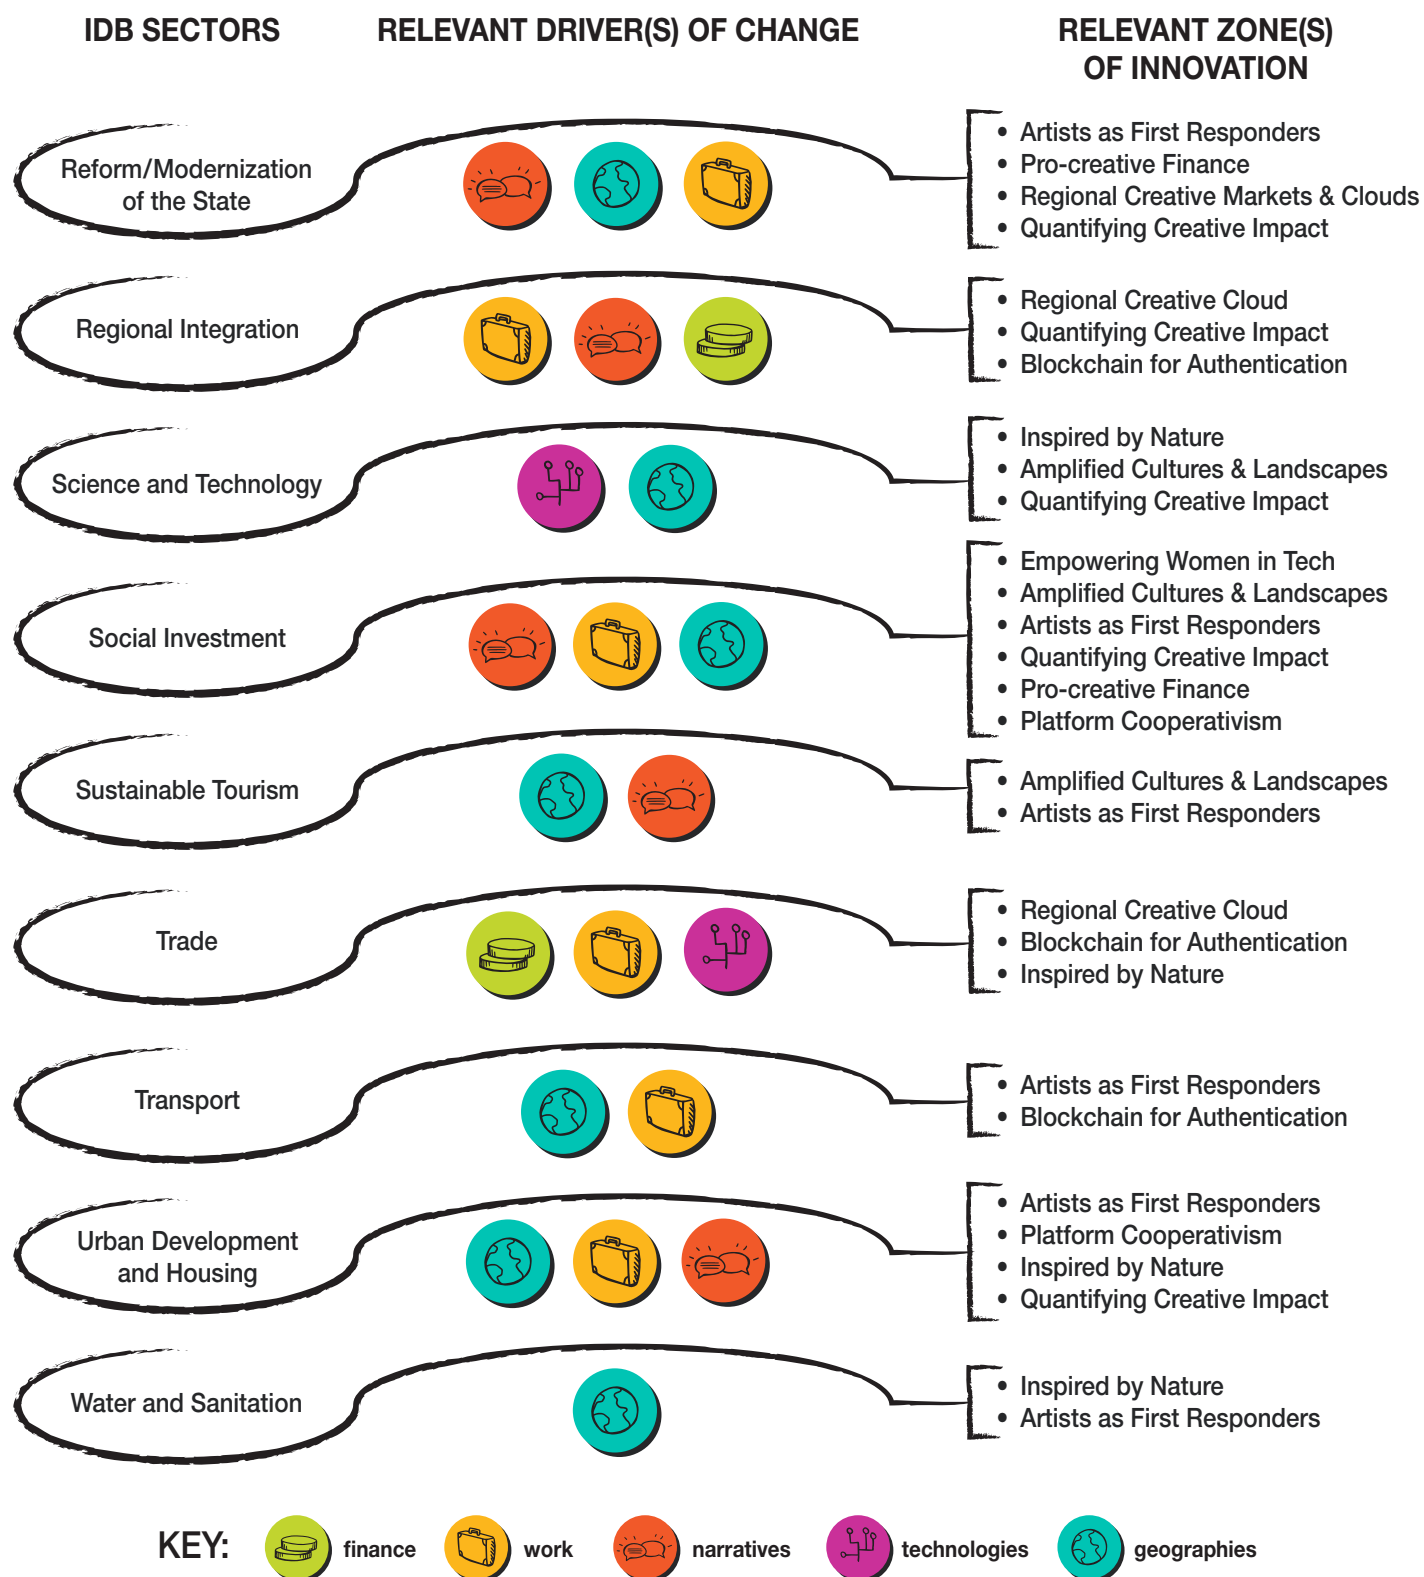 IDB SECTORS
RELEVANT DRIVER(S) OF CHANGE
RELEVANT ZONE(S)
OF INNOVATION
Reform/Modernization
of the State
• Artists as First Responders
• Pro-creative Finance
• Regional Creative Markets & Clouds
• Quantifying Creative Impact
Regional Integration
• Regional Creative Cloud
• Quantifying Creative Impact
• Blockchain for Authentication
Science and Technology
• Inspired by Nature
• Amplified Cultures & Landscapes
• Quantifying Creative Impact
Social Investment
• Empowering Women in Tech
• Amplified Cultures & Landscapes
• Artists as First Responders
• Quantifying Creative Impact
• Pro-creative Finance
• Platform Cooperativism
Sustainable Tourism
• Amplified Cultures & Landscapes
• Artists as First Responders
Trade
• Regional Creative Cloud
• Blockchain for Authentication
• Inspired by Nature
Transport
• Artists as First Responders
• Blockchain for Authentication
Urban Development
and Housing
• Artists as First Responders
• Platform Cooperativism
• Inspired by Nature
• Quantifying Creative Impact
Water and Sanitation
• Inspired by Nature
• Artists as First Responders
KEY: finance work narratives technologies geographies